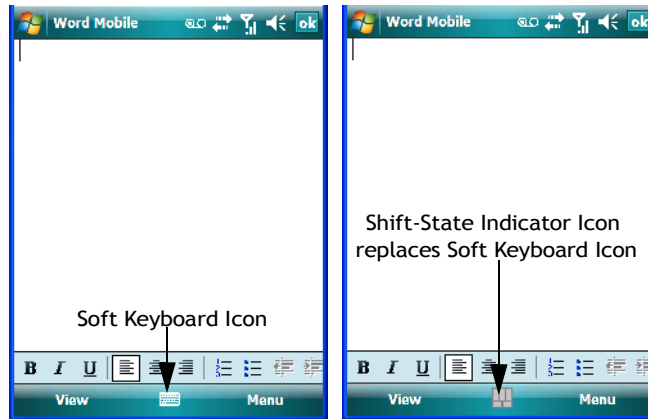 Word Mobile ok
Soft Keyboard Icon
B I U
View Menu
Word Mobile ok
Shift-State Indicator Icon
replaces Soft Keyboard Icon
B I U
View Menu